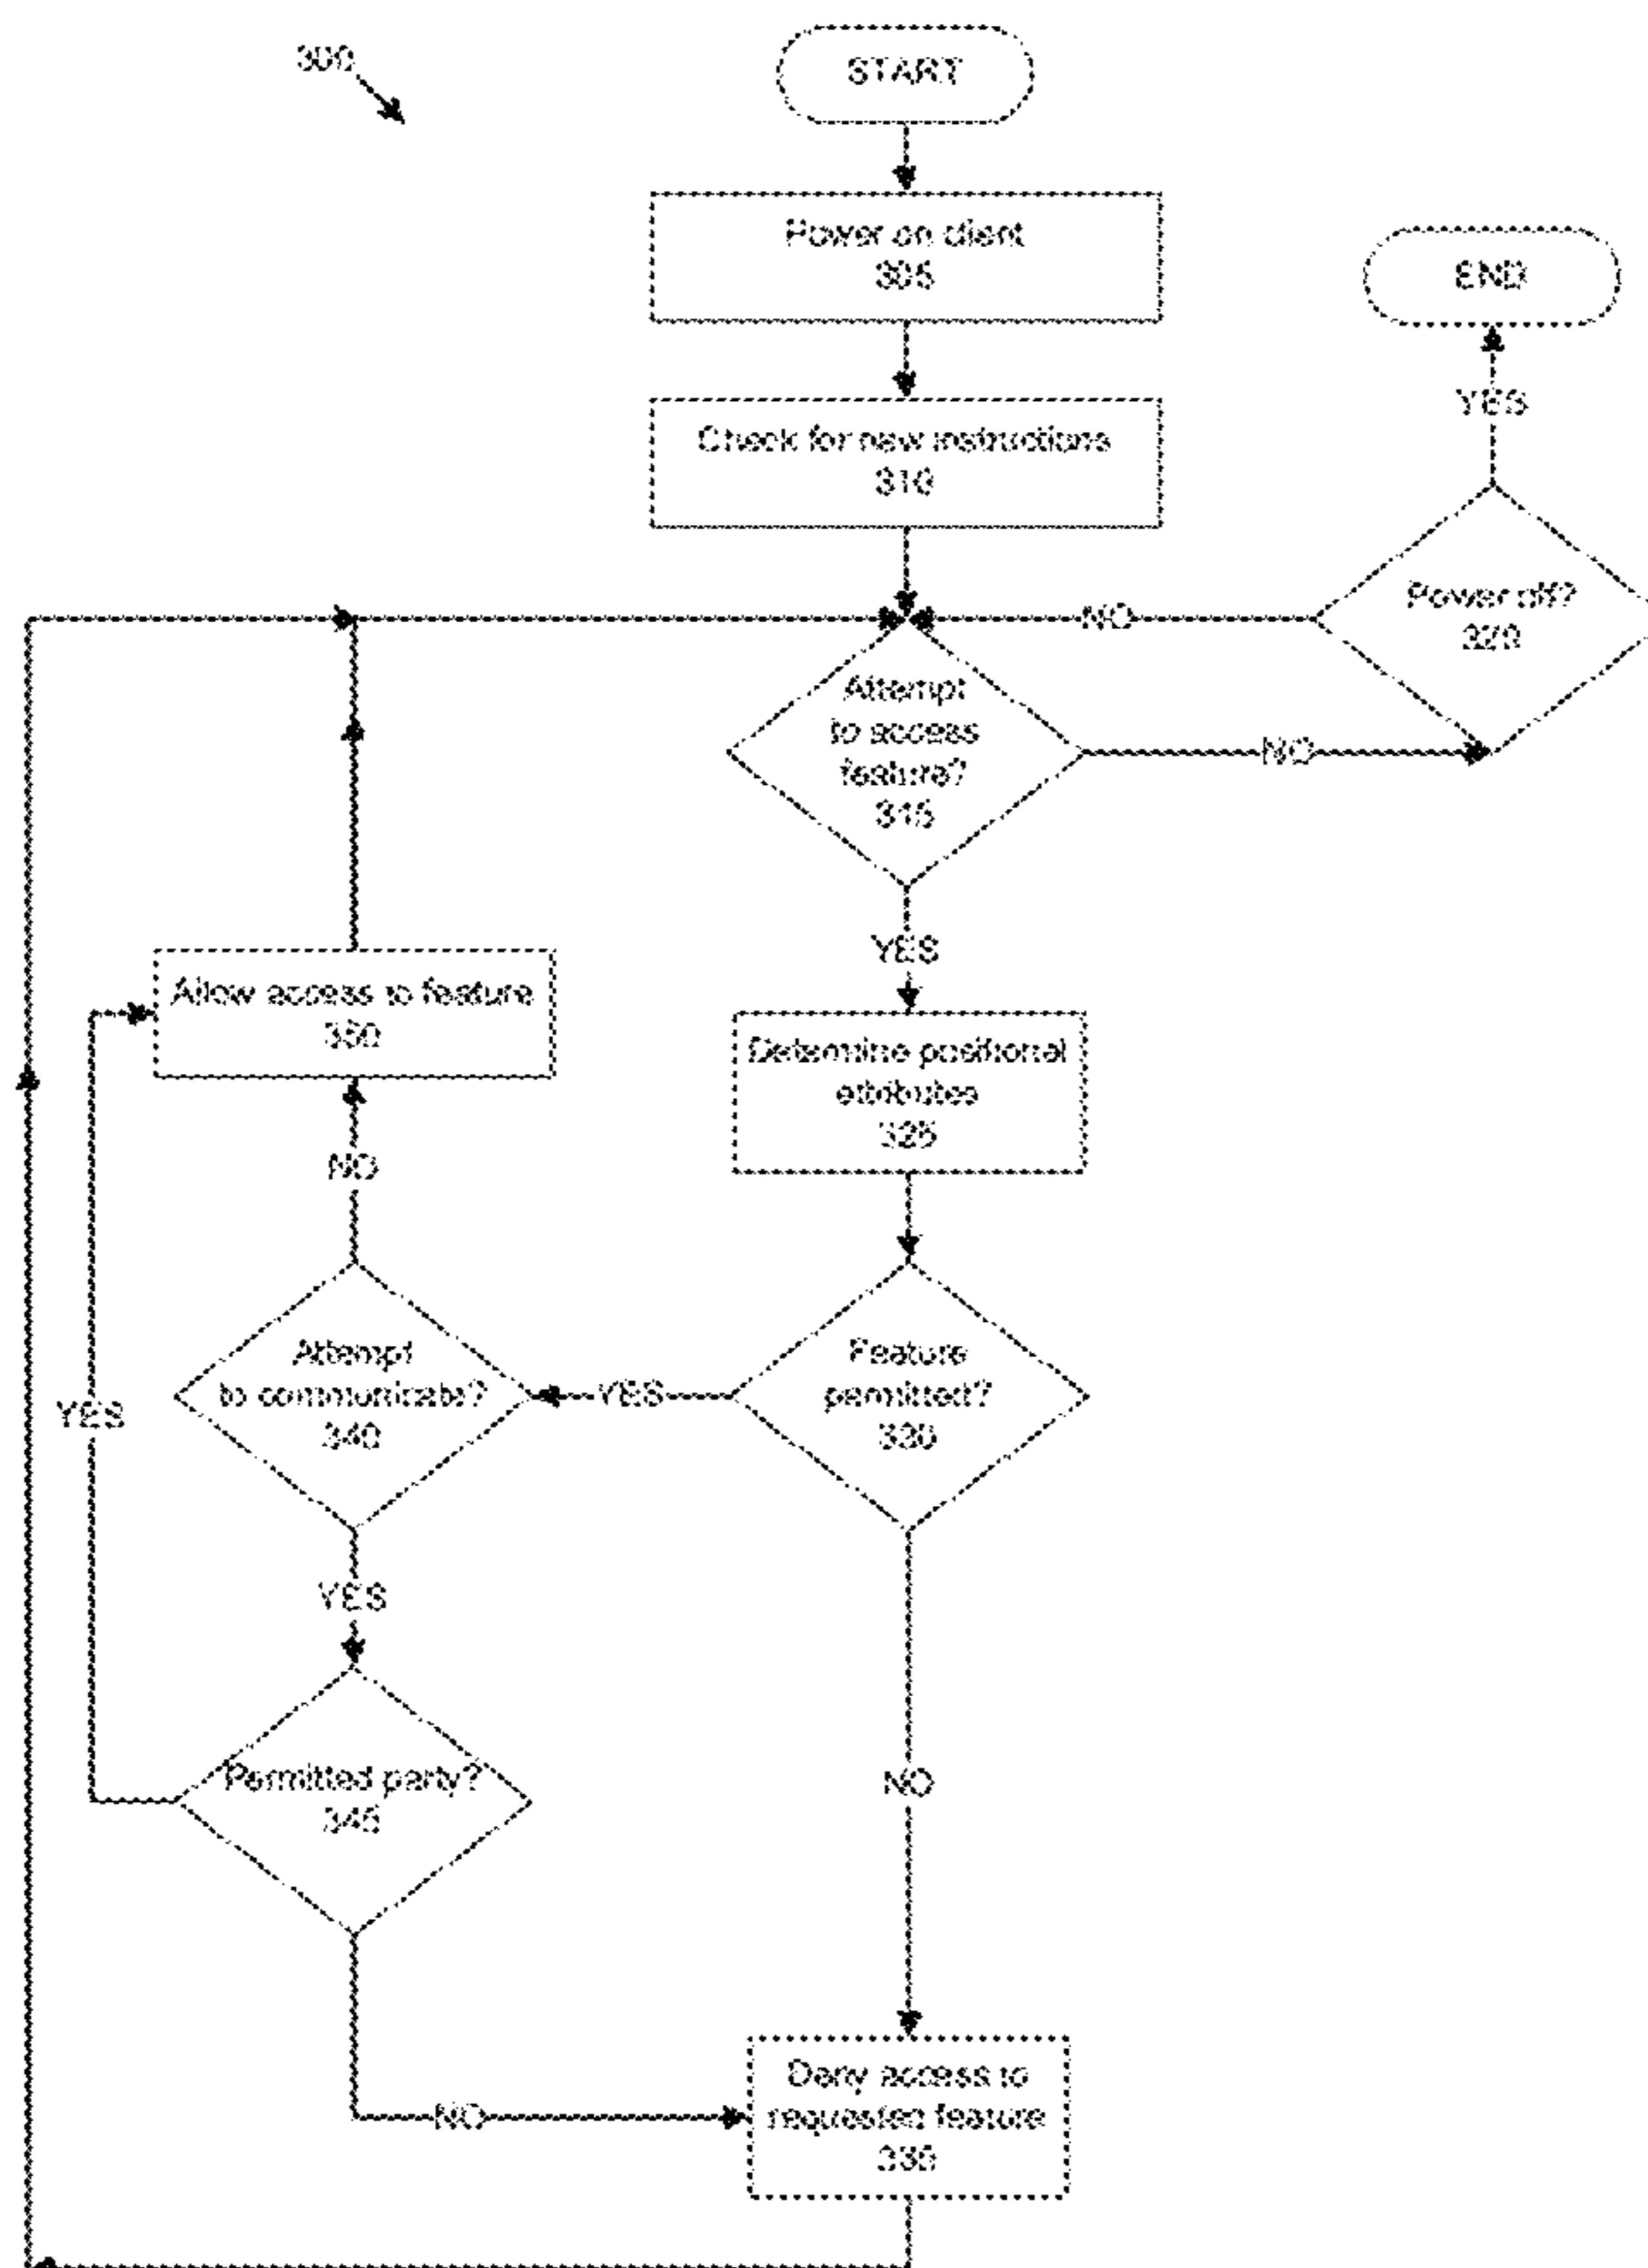 300
START
Power on client
305
END
YES
Check for new instructions
310
Power off?
320
NO
Attempt
to access
feature?
315
NO
YES
Allow access to feature
350
Determine positional
attributes
325
NO
Attempt
to communicate?
340
YES
Feature
permitted?
330
YES
YES
Permitted party?
345
NO
Deny access to
requested feature
335
NO